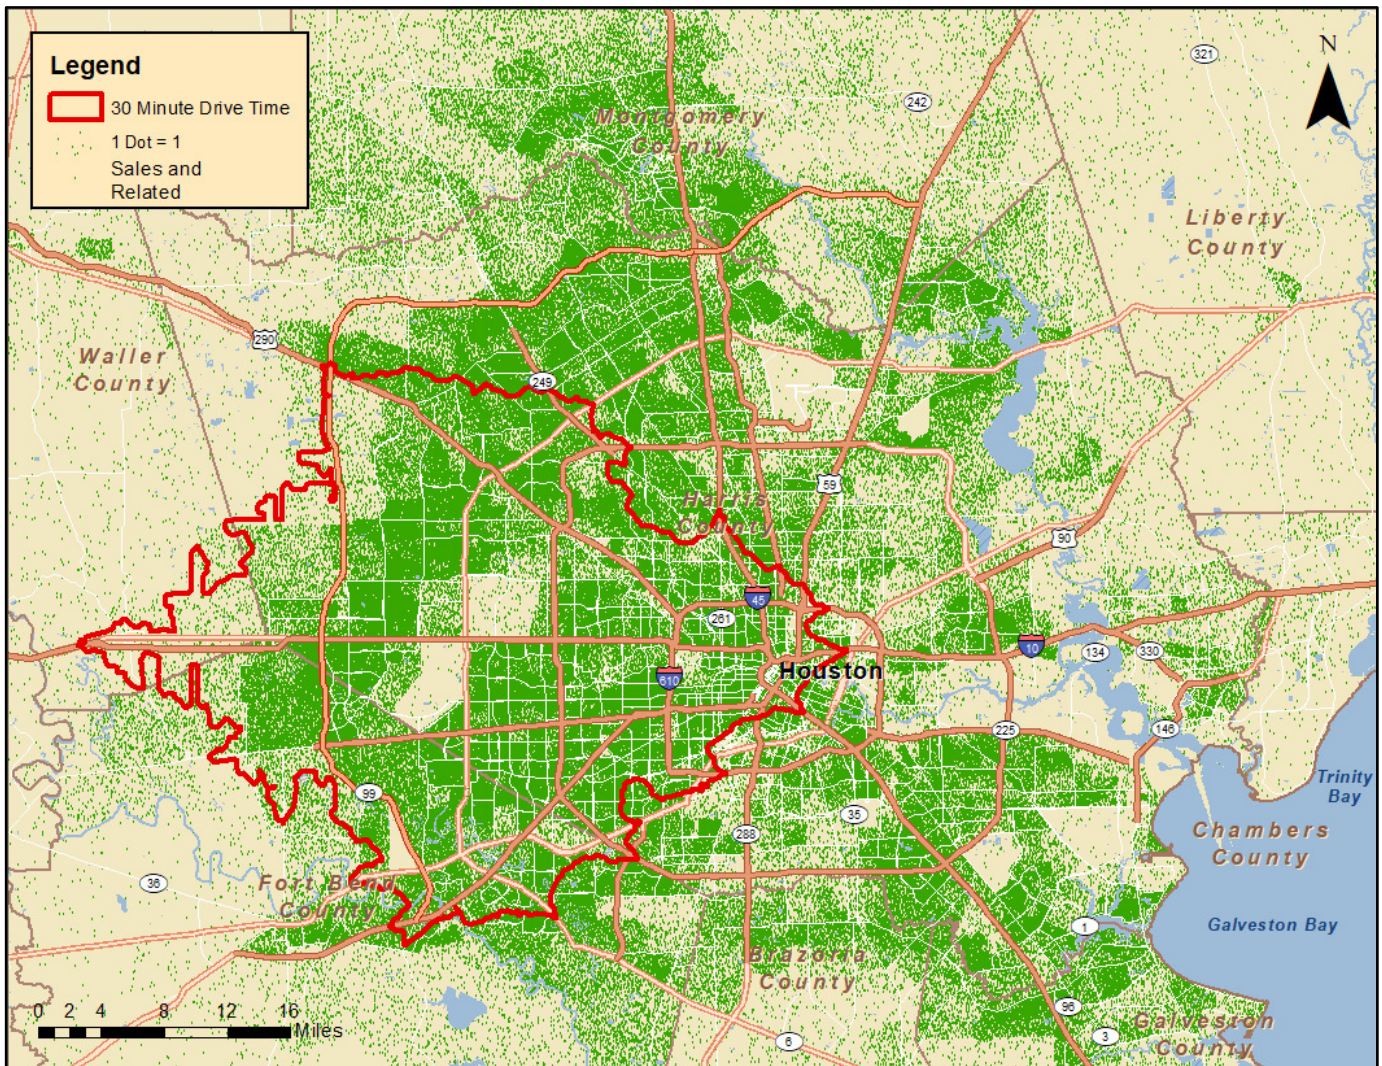 Legend
30 Minute Drive Time
1 Dot = 1
Sales and
Related
N
321
242
Montgomery
County
Liberty
County
290
Waller
County
249
59
Harris
County
90
45
261
10
134
330
Houston
610
146
225
Trinity
Bay
99
35
288
Chambers
County
36
Fort Bend
County
Galveston Bay
1
Brazoria
County
96
Galveston
County
3
6
0 2 4 8 12 16
Miles